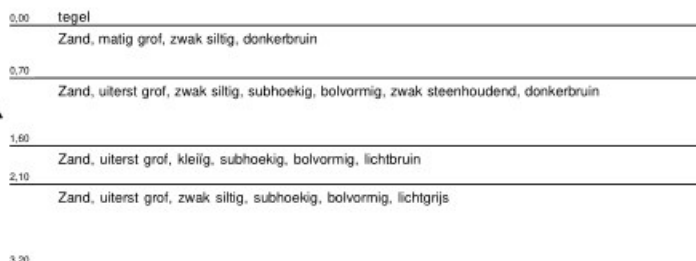 0,00 tegel
Zand, matig grof, zwak siltig, donkerbruin
0,70
Zand, uiterst grof, zwak siltig, subhoekig, bolvormig, zwak steenhoudend, donkerbruin
1,60
Zand, uiterst grof, kleiïg, subhoekig, bolvormig, lichtbruin
2,10
Zand, uiterst grof, zwak siltig, subhoekig, bolvormig, lichtgrijs
3,20